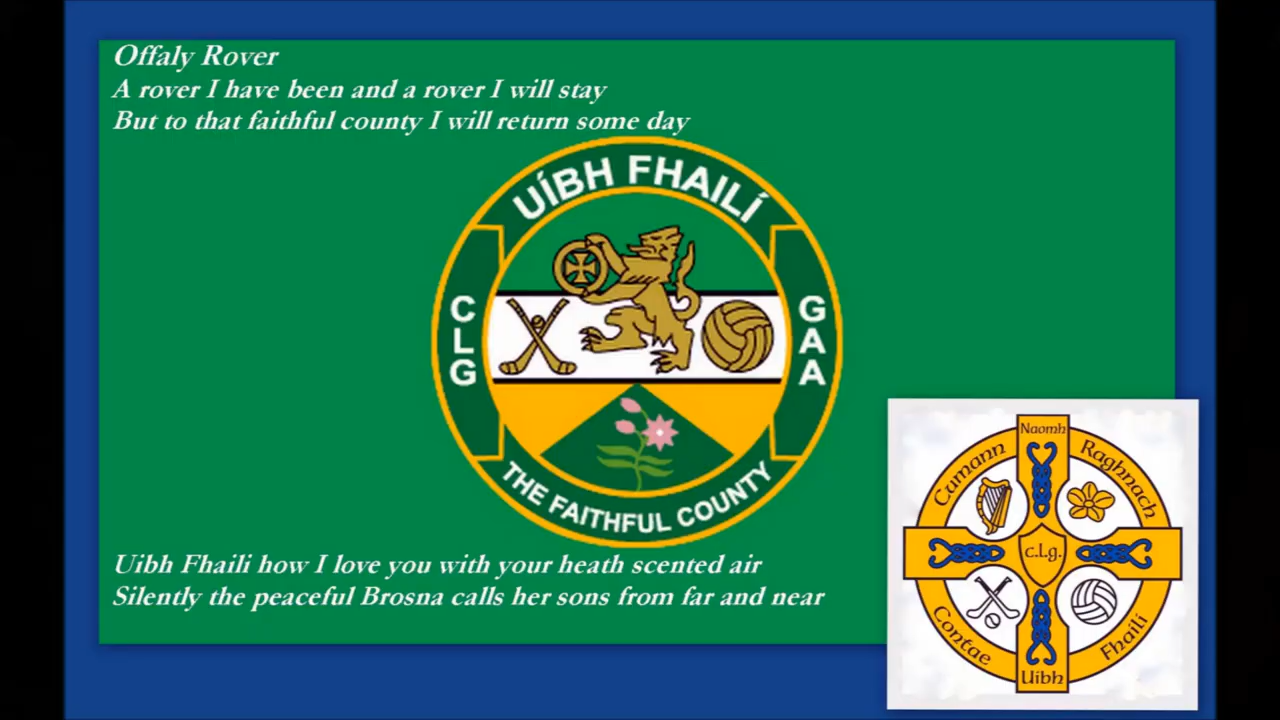 Offaly Rover
A rover I have been and a rover I will stay
But to that faithful county I will return some day
UÍBH FHAILÍ
CLG
GAA
THE FAITHFUL COUNTY
Uibh Fhaili how I love you with your heath scented air
Silently the peaceful Brosna calls her sons from far and near
Cumann
Naomh
Raghnach
c.l.g.
Contae
Uibh
Fhaili